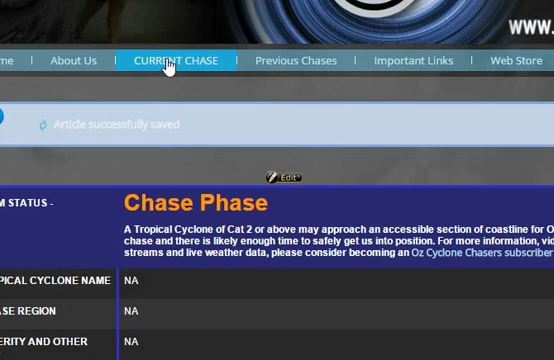 WWW.
me | About Us | CURRENT CHASE | Previous Chases | Important Links | Web Store
Article successfully saved
Edit
M STATUS -
Chase Phase
A Tropical Cyclone of Cat 2 or above may approach an accessible section of coastline for O
chase and there is likely enough time to safely get us into position. For more information, vid
streams and live weather data, please consider becoming an Oz Cyclone Chasers subscriber
PICAL CYCLONE NAME NA
ASE REGION NA
ERITY AND OTHER NA